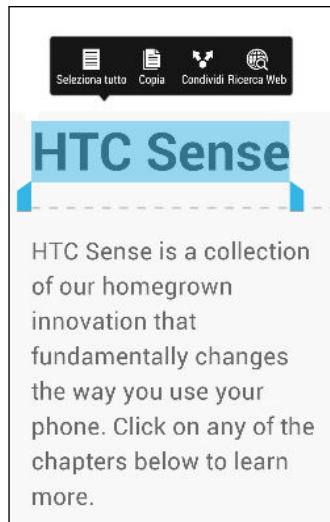 Seleziona tutto Copia Condividi Ricerca Web
HTC Sense
HTC Sense is a collection
of our homegrown
innovation that
fundamentally changes
the way you use your
phone. Click on any of the
chapters below to learn
more.